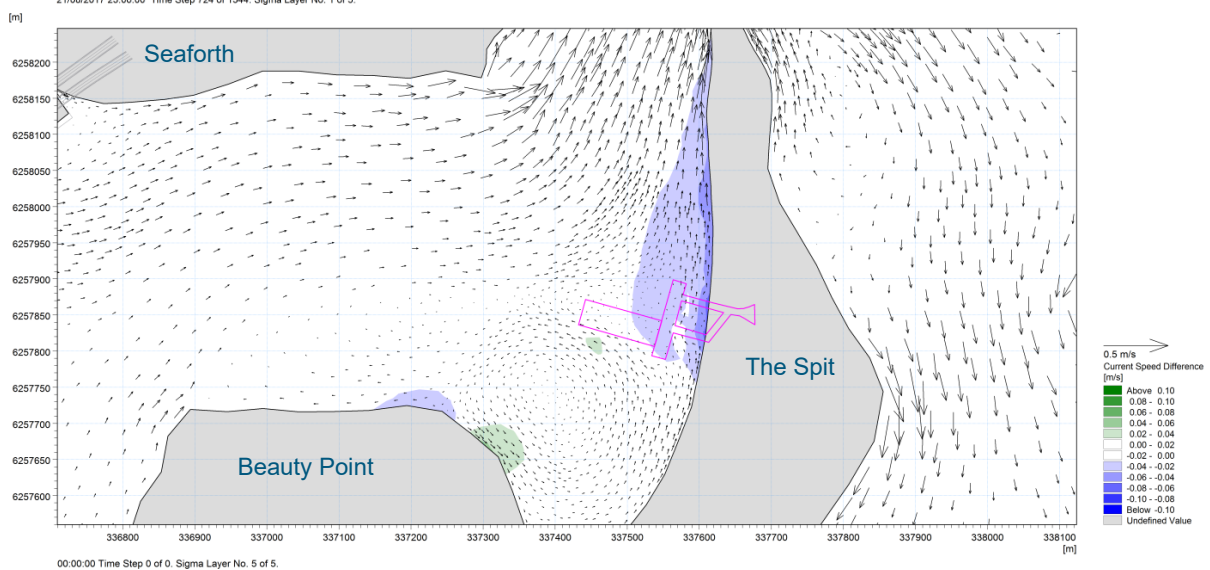 [m]
Seaforth
6258200
6258150
6258100
6258050
6258000
6257950
6257900
6257850
6257800
6257750
6257700
6257650
6257600
The Spit
Beauty Point
336800 336900 337000 337100 337200 337300 337400 337500 337600 337700 337800 337900 338000 338100
[m]
0.5 m/s
Current Speed Difference
[m/s]
Above 0.10
0.08 - 0.10
0.06 - 0.08
0.04 - 0.06
0.02 - 0.04
0.00 - 0.02
-0.02 - 0.00
-0.04 - -0.02
-0.06 - -0.04
-0.08 - -0.06
-0.10 - -0.08
Below -0.10
Undefined Value
00:00:00 Time Step 0 of 0. Sigma Layer No. 5 of 5.